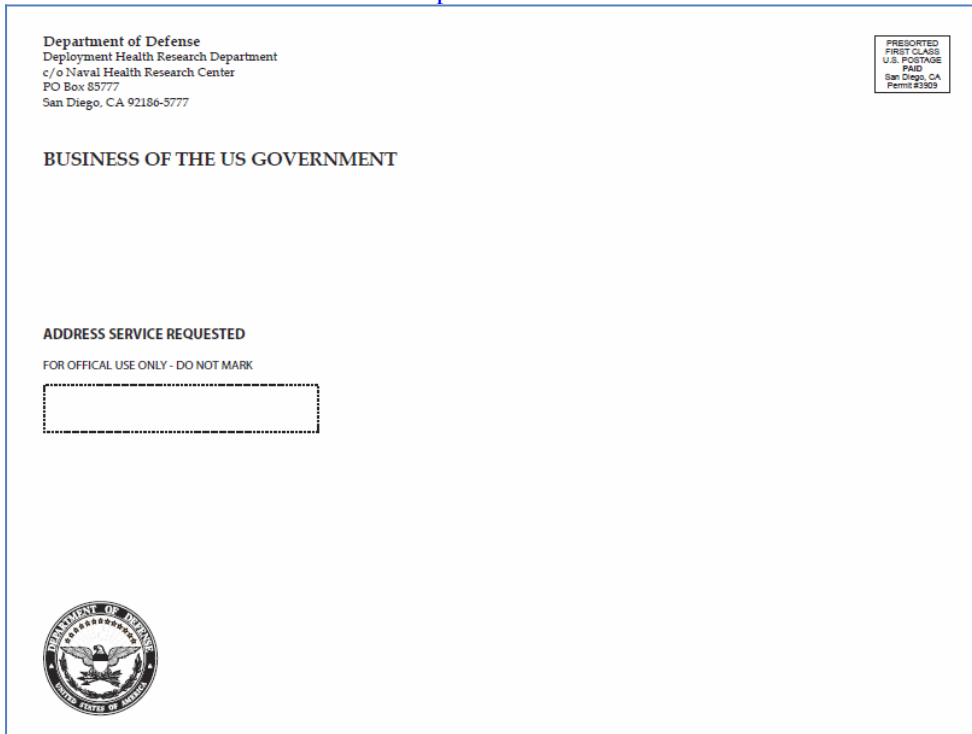 Department of Defense
Deployment Health Research Department
c/o Naval Health Research Center
PO Box 85777
San Diego, CA 92186-5777
PRESORTED
FIRST CLASS
U.S. POSTAGE
PAID
San Diego, CA
Permit #3909
BUSINESS OF THE US GOVERNMENT
ADDRESS SERVICE REQUESTED
FOR OFFICAL USE ONLY - DO NOT MARK
DEPARTMENT OF DEFENSE
UNITED STATES OF AMERICA